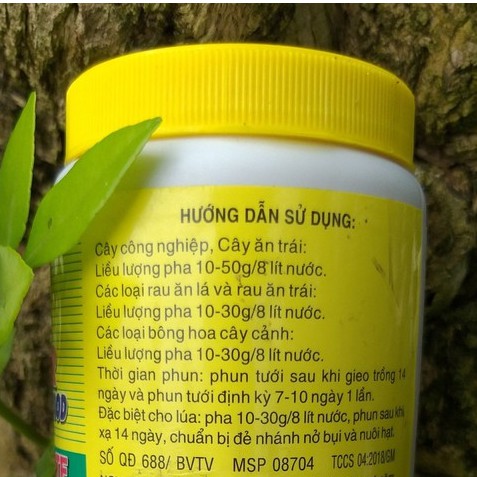 HƯỚNG DẪN SỬ DỤNG:
Cây công nghiệp, Cây ăn trái:
Liều lượng pha 10-50g/8 lít nước.
Các loại rau ăn lá và rau ăn trái:
Liều lượng pha 10-30g/8 lít nước.
Các loại bông hoa cây cảnh:
Liều lượng pha 10-30g/8 lít nước.
Thời gian phun: phun tưới sau khi gieo trồng 14
ngày và phun tưới định kỳ 7-10 ngày 1 lần.
Đặc biệt cho lúa: pha 10-30g/8 lít nước, phun sau khi
xạ 14 ngày, chuẩn bị đẻ nhánh nở bụi và nuôi hạt.
SỐ QĐ 688/ BVTV MSP 08704 TCCS 04:2018/GM